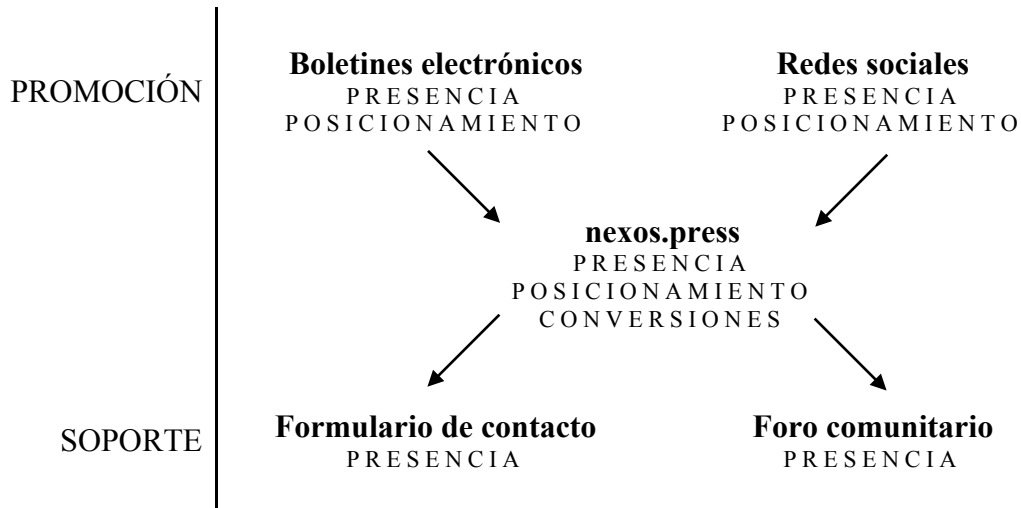 PROMOCIÓN
Boletines electrónicos
PRESENCIA
POSICIONAMIENTO
Redes sociales
PRESENCIA
POSICIONAMIENTO
nexos.press
PRESENCIA
POSICIONAMIENTO
CONVERSIONES
SOPORTE
Formulario de contacto
PRESENCIA
Foro comunitario
PRESENCIA